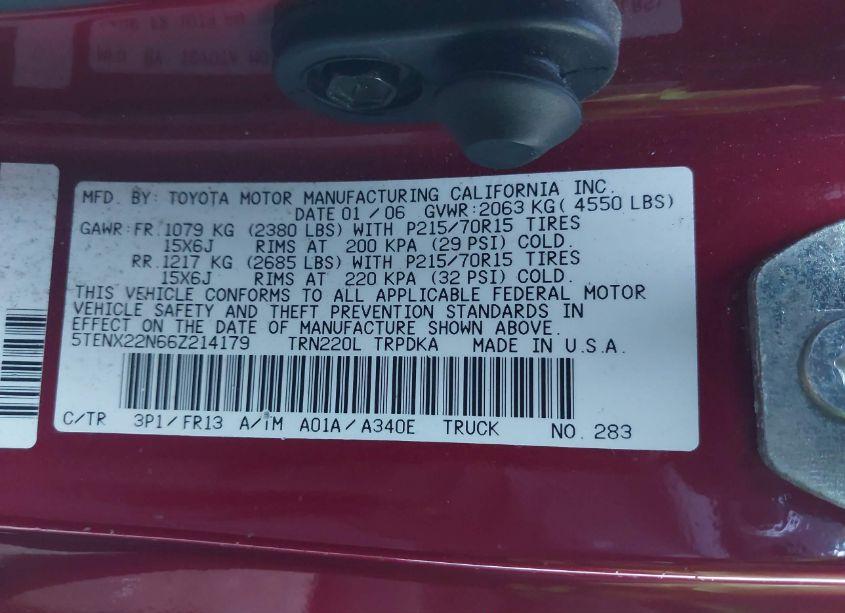 MFD. BY: TOYOTA MOTOR MANUFACTURING CALIFORNIA INC.
DATE 01 / 06 GVWR:2063 KG( 4550 LBS)
GAWR:FR. 1079 KG (2380 LBS) WITH P215/70R15 TIRES
15X6J RIMS AT 200 KPA (29 PSI) COLD.
RR. 1217 KG (2685 LBS) WITH P215/70R15 TIRES
15X6J RIMS AT 220 KPA (32 PSI) COLD.
THIS VEHICLE CONFORMS TO ALL APPLICABLE FEDERAL MOTOR
VEHICLE SAFETY AND THEFT PREVENTION STANDARDS IN
EFFECT ON THE DATE OF MANUFACTURE SHOWN ABOVE.
5TENX22N66Z214179 TRN220L TRPDKA MADE IN U.S.A.
C/TR 3P1/FR13 A/TM A01A/A340E TRUCK NO. 283